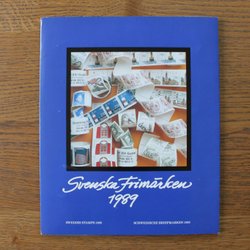 Svenska Frimärken
1989
SWEDISH STAMPS 1989
SCHWEDISCHE BRIEFMARKEN 1989